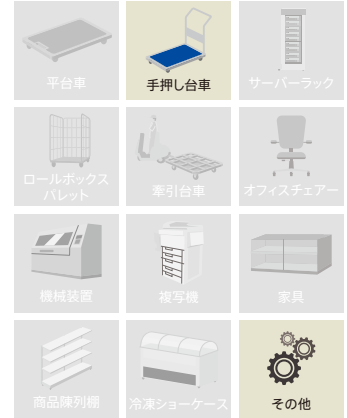 平台車
手押し台車
サーバーラック
ロールボックス
パレット
牽引台車
オフィスチェアー
機械装置
複写機
家具
商品陳列棚
冷凍ショーケース
その他